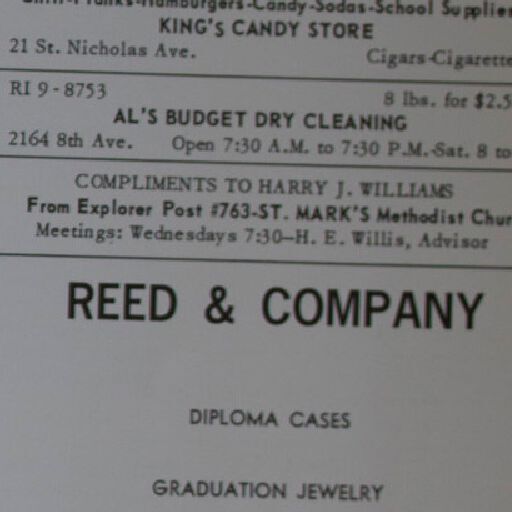 Franks-Hamburgers-Candy-Sodas-School Supplies
KING'S CANDY STORE
21 St. Nicholas Ave. Cigars-Cigarette
RI 9-8753 8 lbs. for $2.5
AL'S BUDGET DRY CLEANING
2164 8th Ave. Open 7:30 A.M. to 7:30 P.M.-Sat. 8 to
COMPLIMENTS TO HARRY J. WILLIAMS
From Explorer Post #763-ST. MARK'S Methodist Chur
Meetings: Wednesdays 7:30—H. E. Willis, Advisor
REED & COMPANY
DIPLOMA CASES
GRADUATION JEWELRY